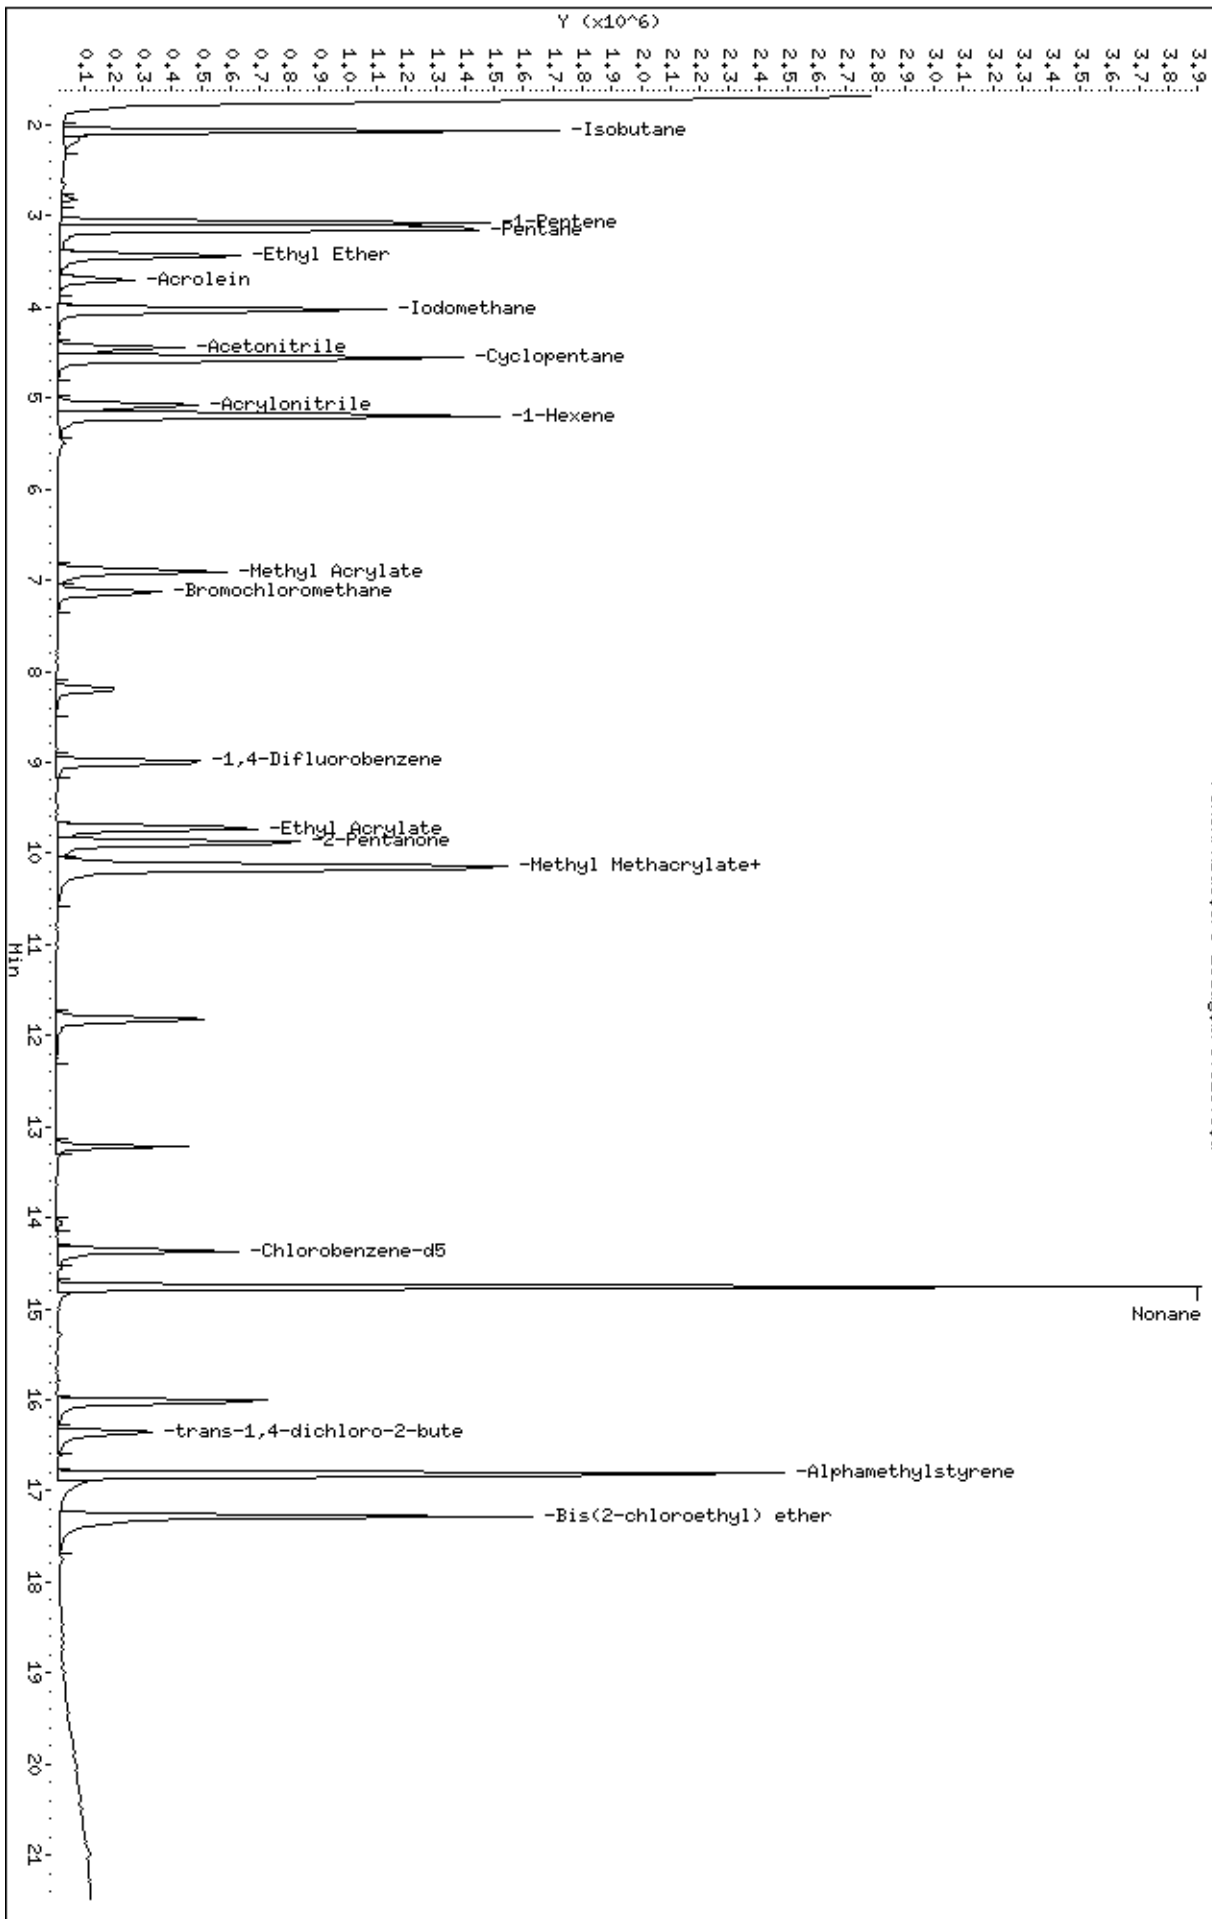 Y (x10^6)
0.1
0.2
0.3
0.4
0.5
0.6
0.7
0.8
0.9
1.0
1.1
1.2
1.3
1.4
1.5
1.6
1.7
1.8
1.9
2.0
2.1
2.2
2.3
2.4
2.5
2.6
2.7
2.8
2.9
3.0
3.1
3.2
3.3
3.4
3.5
3.6
3.7
3.8
3.9
2
-Isobutane
3
-1-Pentene
-Pentane
-Ethyl Ether
-Acrolein
4
-Iodomethane
-Acetonitrile
-Cyclopentane
5
-Acrylonitrile
-1-Hexene
6
7
-Methyl Acrylate
-Bromochloromethane
8
9
-1,4-Difluorobenzene
-Ethyl Acrylate
-2-Pentanone
10
-Methyl Methacrylate+
11
Min
12
13
14
-Chlorobenzene-d5
15
Nonane
16
-trans-1,4-dichloro-2-bute
17
-Alphamethylstyrene
-Bis(2-chloroethyl) ether
18
19
20
21